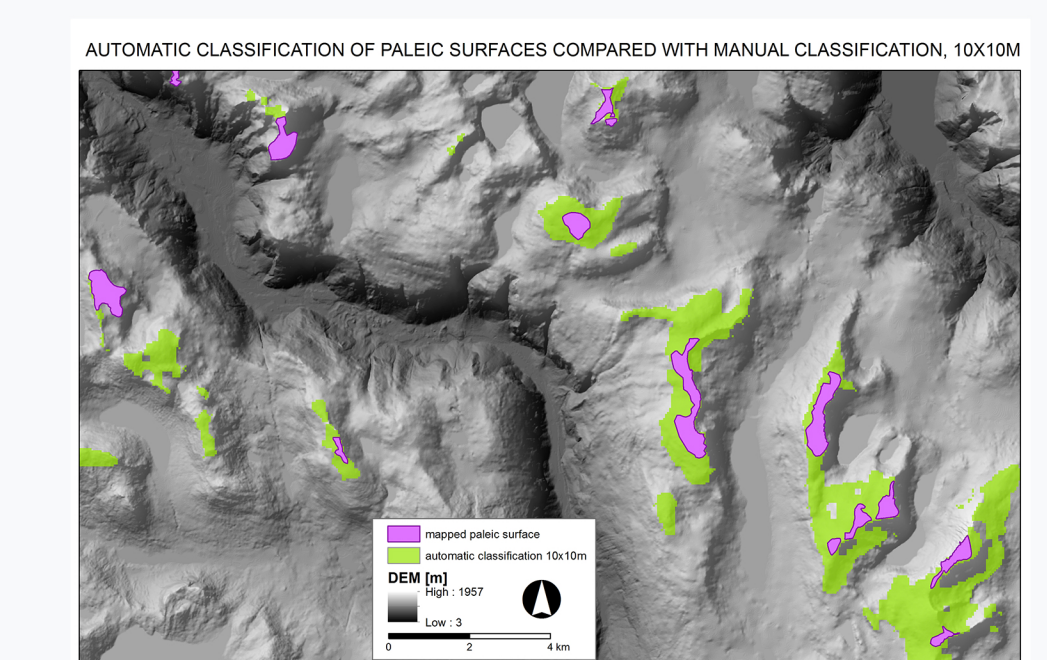 AUTOMATIC CLASSIFICATION OF PALEIC SURFACES COMPARED WITH MANUAL CLASSIFICATION, 10X10M
mapped paleic surface
automatic classification 10x10m
DEM [m]
High : 1957
Low : 3
0 2 4 km